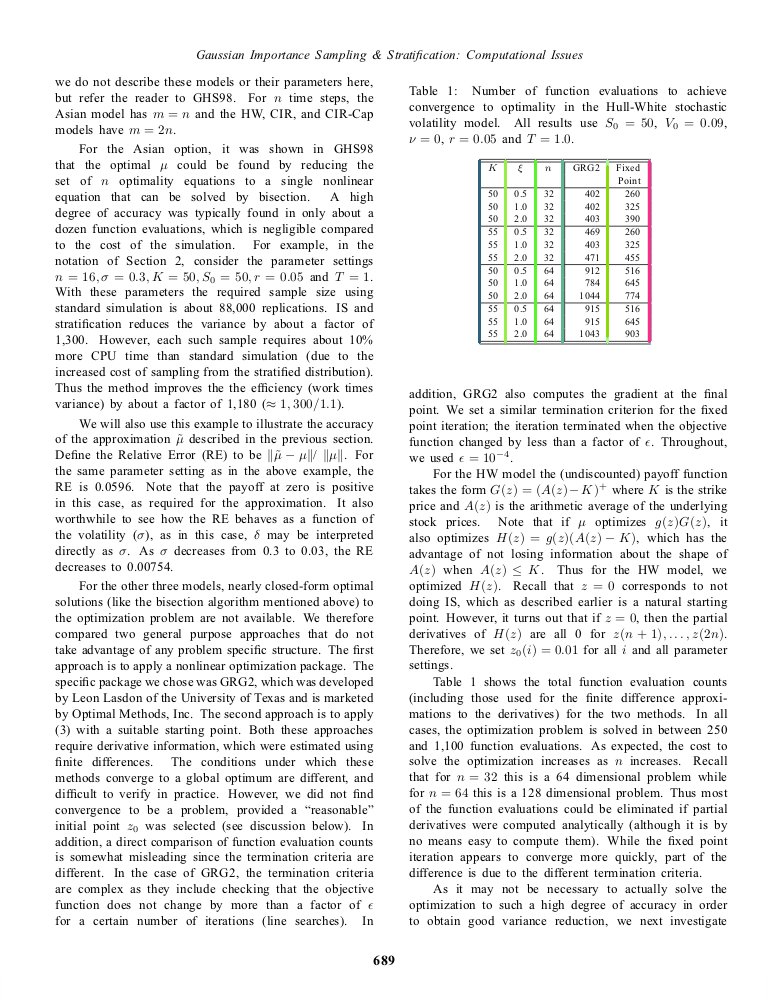 Gaussian Importance Sampling & Stratification: Computational Issues
we do not describe these models or their parameters here,
but refer the reader to GHS98. For n time steps, the
Asian model has m = n and the HW, CIR, and CIR-Cap
models have m = 2n.
For the Asian option, it was shown in GHS98
that the optimal μ could be found by reducing the
set of n optimality equations to a single nonlinear
equation that can be solved by bisection. A high
degree of accuracy was typically found in only about a
dozen function evaluations, which is negligible compared
to the cost of the simulation. For example, in the
notation of Section 2, consider the parameter settings
n = 16, σ = 0.3, K = 50, S₀ = 50, r = 0.05 and T = 1.
With these parameters the required sample size using
standard simulation is about 88,000 replications. IS and
stratification reduces the variance by about a factor of
1,300. However, each such sample requires about 10%
more CPU time than standard simulation (due to the
increased cost of sampling from the stratified distribution).
Thus the method improves the the efficiency (work times
variance) by about a factor of 1,180 (≈ 1,300/1.1).
We will also use this example to illustrate the accuracy
of the approximation μ̃ described in the previous section.
Define the Relative Error (RE) to be ‖μ̃ − μ‖/ ‖μ‖. For
the same parameter setting as in the above example, the
RE is 0.0596. Note that the payoff at zero is positive
in this case, as required for the approximation. It also
worthwhile to see how the RE behaves as a function of
the volatility (σ), as in this case, δ may be interpreted
directly as σ. As σ decreases from 0.3 to 0.03, the RE
decreases to 0.00754.
For the other three models, nearly closed-form optimal
solutions (like the bisection algorithm mentioned above) to
the optimization problem are not available. We therefore
compared two general purpose approaches that do not
take advantage of any problem specific structure. The first
approach is to apply a nonlinear optimization package. The
specific package we chose was GRG2, which was developed
by Leon Lasdon of the University of Texas and is marketed
by Optimal Methods, Inc. The second approach is to apply
(3) with a suitable starting point. Both these approaches
require derivative information, which were estimated using
finite differences. The conditions under which these
methods converge to a global optimum are different, and
difficult to verify in practice. However, we did not find
convergence to be a problem, provided a “reasonable”
initial point z₀ was selected (see discussion below). In
addition, a direct comparison of function evaluation counts
is somewhat misleading since the termination criteria are
different. In the case of GRG2, the termination criteria
are complex as they include checking that the objective
function does not change by more than a factor of ϵ
for a certain number of iterations (line searches). In
Table 1: Number of function evaluations to achieve
convergence to optimality in the Hull-White stochastic
volatility model. All results use S₀ = 50, V₀ = 0.09,
ν = 0, r = 0.05 and T = 1.0.
K ξ n GRG2 Fixed
Point
50 0.5 32 402 260
50 1.0 32 402 325
50 2.0 32 403 390
55 0.5 32 469 260
55 1.0 32 403 325
55 2.0 32 471 455
50 0.5 64 912 516
50 1.0 64 784 645
50 2.0 64 1044 774
55 0.5 64 915 516
55 1.0 64 915 645
55 2.0 64 1043 903
addition, GRG2 also computes the gradient at the final
point. We set a similar termination criterion for the fixed
point iteration; the iteration terminated when the objective
function changed by less than a factor of ϵ. Throughout,
we used ϵ = 10⁻⁴.
For the HW model the (undiscounted) payoff function
takes the form G(z) = (A(z) − K)⁺ where K is the strike
price and A(z) is the arithmetic average of the underlying
stock prices. Note that if μ optimizes g(z)G(z), it
also optimizes H(z) = g(z)(A(z) − K), which has the
advantage of not losing information about the shape of
A(z) when A(z) ≤ K. Thus for the HW model, we
optimized H(z). Recall that z = 0 corresponds to not
doing IS, which as described earlier is a natural starting
point. However, it turns out that if z = 0, then the partial
derivatives of H(z) are all 0 for z(n + 1), . . . , z(2n).
Therefore, we set z₀(i) = 0.01 for all i and all parameter
settings.
Table 1 shows the total function evaluation counts
(including those used for the finite difference approxi-
mations to the derivatives) for the two methods. In all
cases, the optimization problem is solved in between 250
and 1,100 function evaluations. As expected, the cost to
solve the optimization increases as n increases. Recall
that for n = 32 this is a 64 dimensional problem while
for n = 64 this is a 128 dimensional problem. Thus most
of the function evaluations could be eliminated if partial
derivatives were computed analytically (although it is by
no means easy to compute them). While the fixed point
iteration appears to converge more quickly, part of the
difference is due to the different termination criteria.
As it may not be necessary to actually solve the
optimization to such a high degree of accuracy in order
to obtain good variance reduction, we next investigate
689